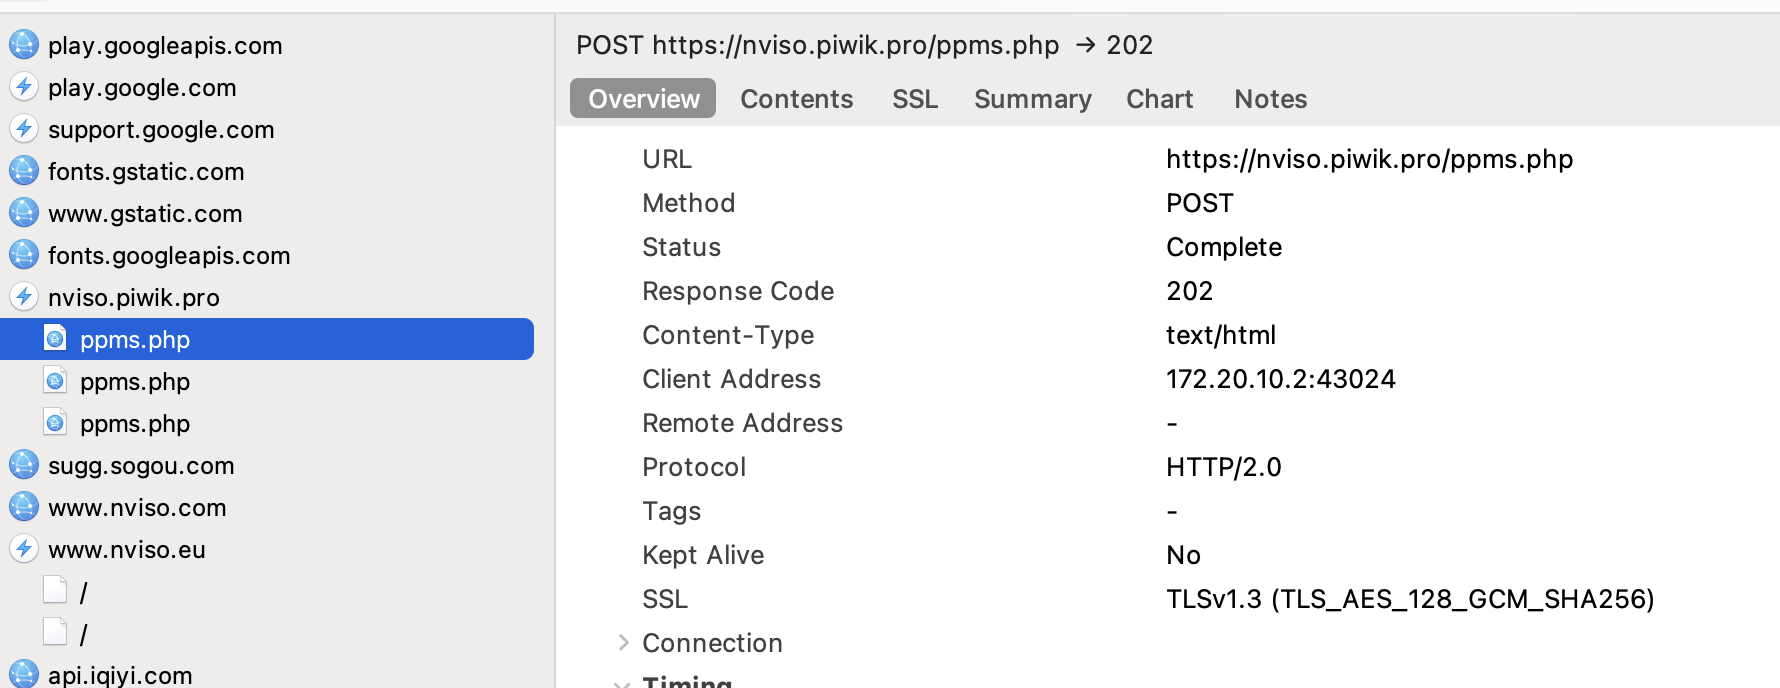 play.googleapis.com
play.google.com
support.google.com
fonts.gstatic.com
www.gstatic.com
fonts.googleapis.com
nviso.piwik.pro
ppms.php
ppms.php
ppms.php
sugg.sogou.com
www.nviso.com
www.nviso.eu
/
/
api.iqiyi.com
POST https://nviso.piwik.pro/ppms.php → 202
Overview Contents SSL Summary Chart Notes
URL https://nviso.piwik.pro/ppms.php
Method POST
Status Complete
Response Code 202
Content-Type text/html
Client Address 172.20.10.2:43024
Remote Address -
Protocol HTTP/2.0
Tags -
Kept Alive No
SSL TLSv1.3 (TLS_AES_128_GCM_SHA256)
Connection
Timing